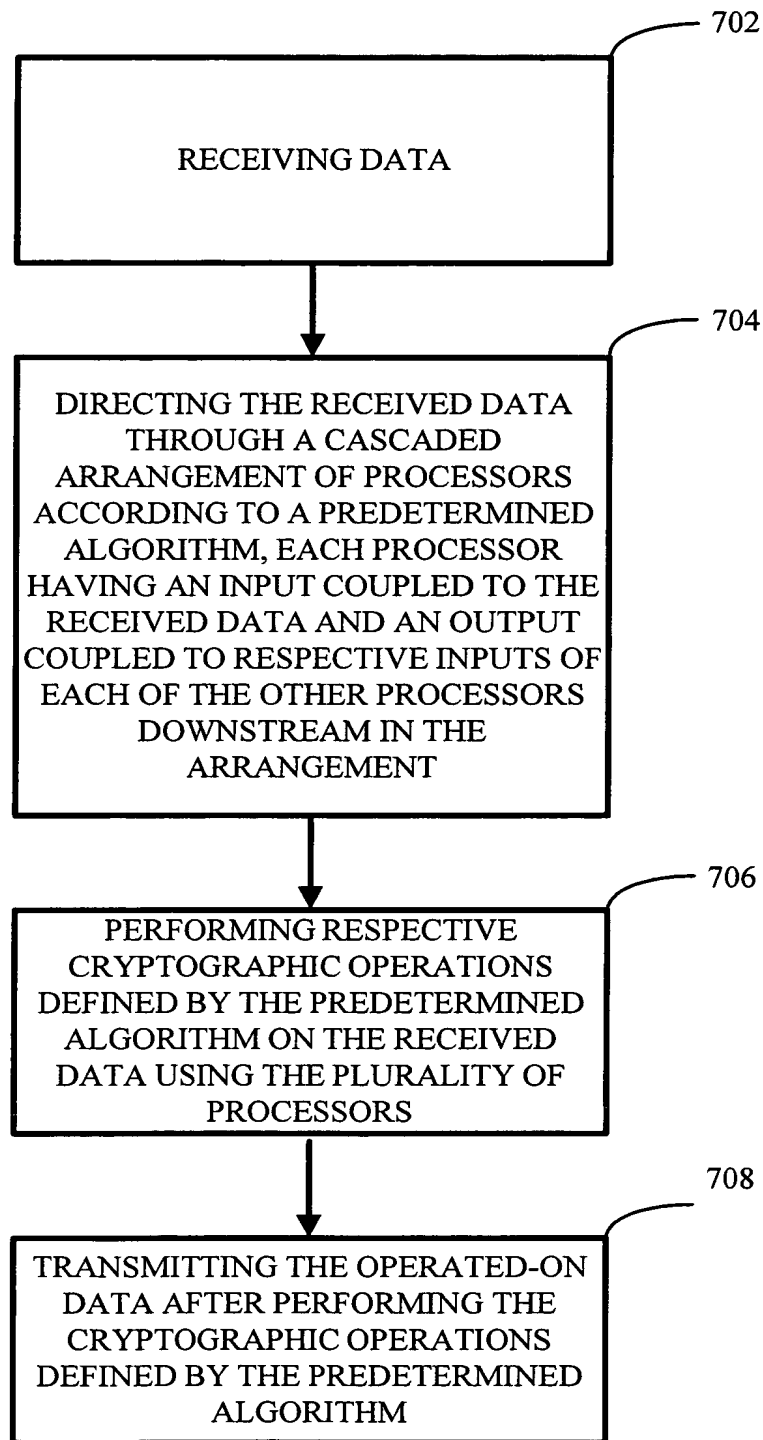 702
RECEIVING DATA
704
DIRECTING THE RECEIVED DATA
THROUGH A CASCADED
ARRANGEMENT OF PROCESSORS
ACCORDING TO A PREDETERMINED
ALGORITHM, EACH PROCESSOR
HAVING AN INPUT COUPLED TO THE
RECEIVED DATA AND AN OUTPUT
COUPLED TO RESPECTIVE INPUTS OF
EACH OF THE OTHER PROCESSORS
DOWNSTREAM IN THE
ARRANGEMENT
706
PERFORMING RESPECTIVE
CRYPTOGRAPHIC OPERATIONS
DEFINED BY THE PREDETERMINED
ALGORITHM ON THE RECEIVED
DATA USING THE PLURALITY OF
PROCESSORS
708
TRANSMITTING THE OPERATED-ON
DATA AFTER PERFORMING THE
CRYPTOGRAPHIC OPERATIONS
DEFINED BY THE PREDETERMINED
ALGORITHM